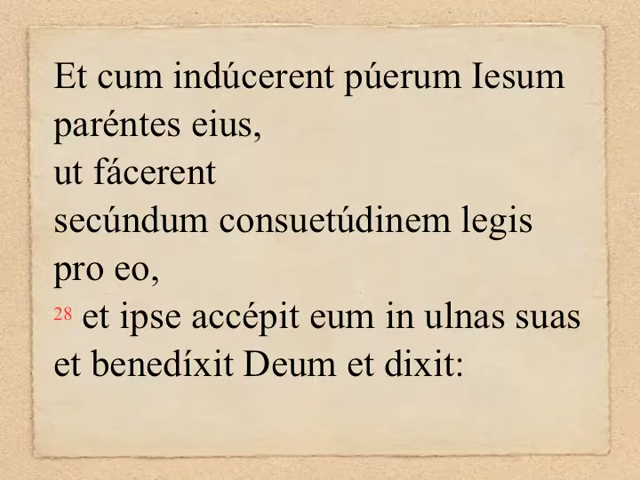 Et cum indúcerent púerum Iesum
paréntes eius,
ut fácerent
secúndum consuetúdinem legis
pro eo,
28 et ipse accépit eum in ulnas suas
et benedíxit Deum et dixit: